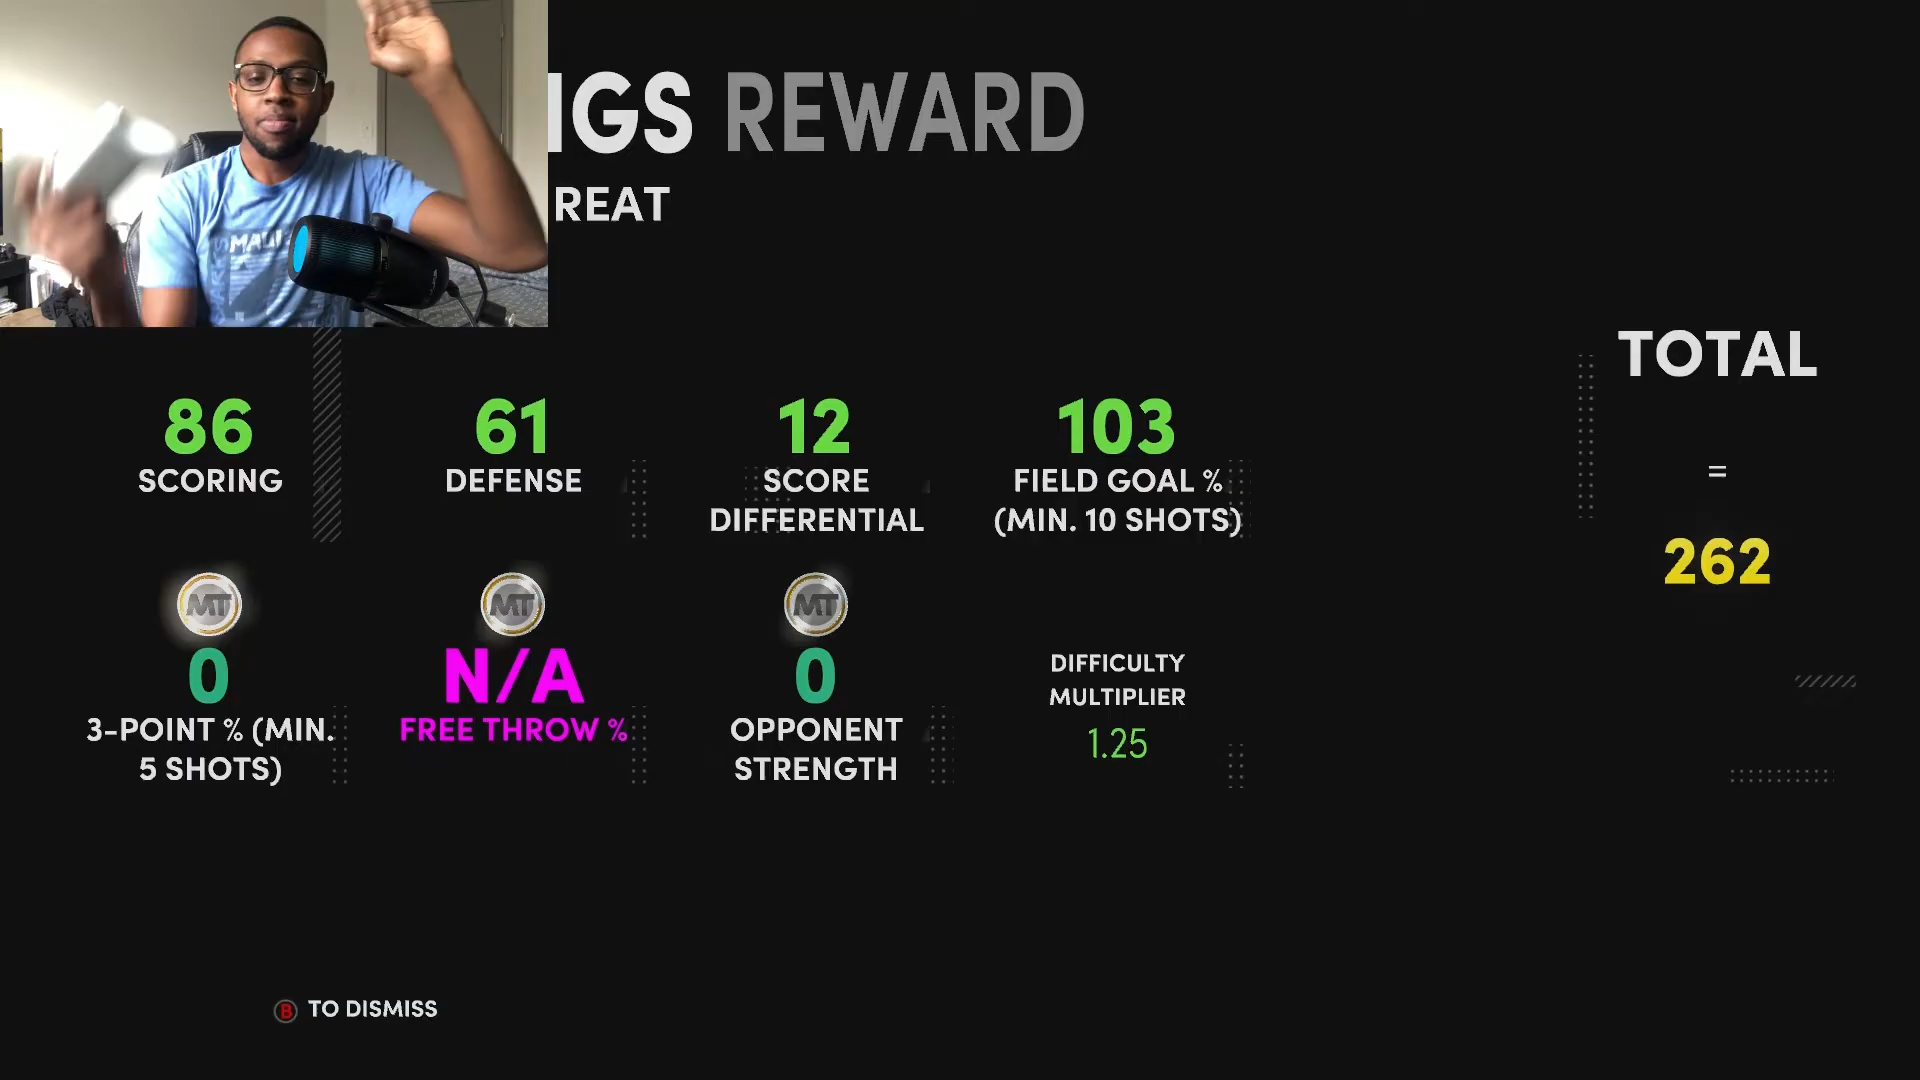 IGS REWARD
REAT
MAUI
TOTAL
86
SCORING
61
DEFENSE
12
SCORE
DIFFERENTIAL
103
FIELD GOAL %
(MIN. 10 SHOTS)
=
262
MT
0
3-POINT % (MIN.
5 SHOTS)
MT
N/A
FREE THROW %
MT
0
OPPONENT
STRENGTH
DIFFICULTY
MULTIPLIER
1.25
B TO DISMISS